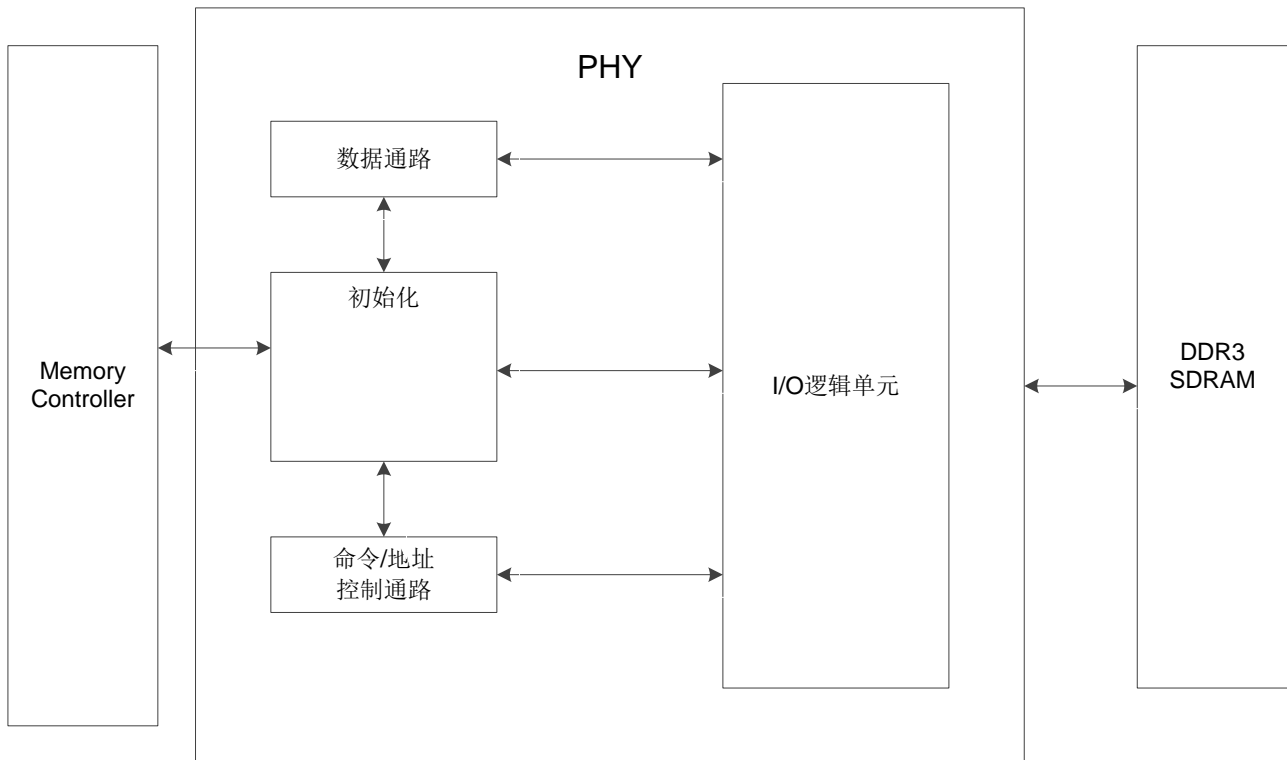 PHY
数据通路
初始化
Memory
Controller
I/O逻辑单元
DDR3
SDRAM
命令/地址
控制通路